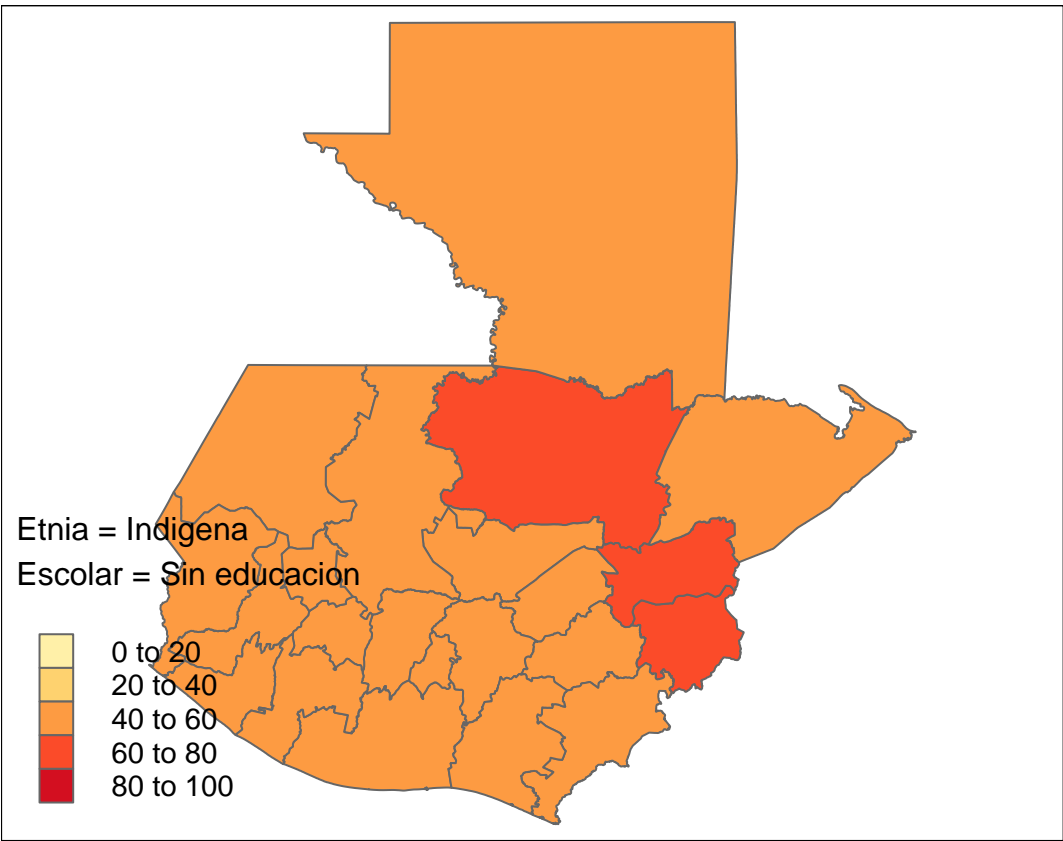 Etnia = Indigena
Escolar = Sin educacion
0 to 20
20 to 40
40 to 60
60 to 80
80 to 100